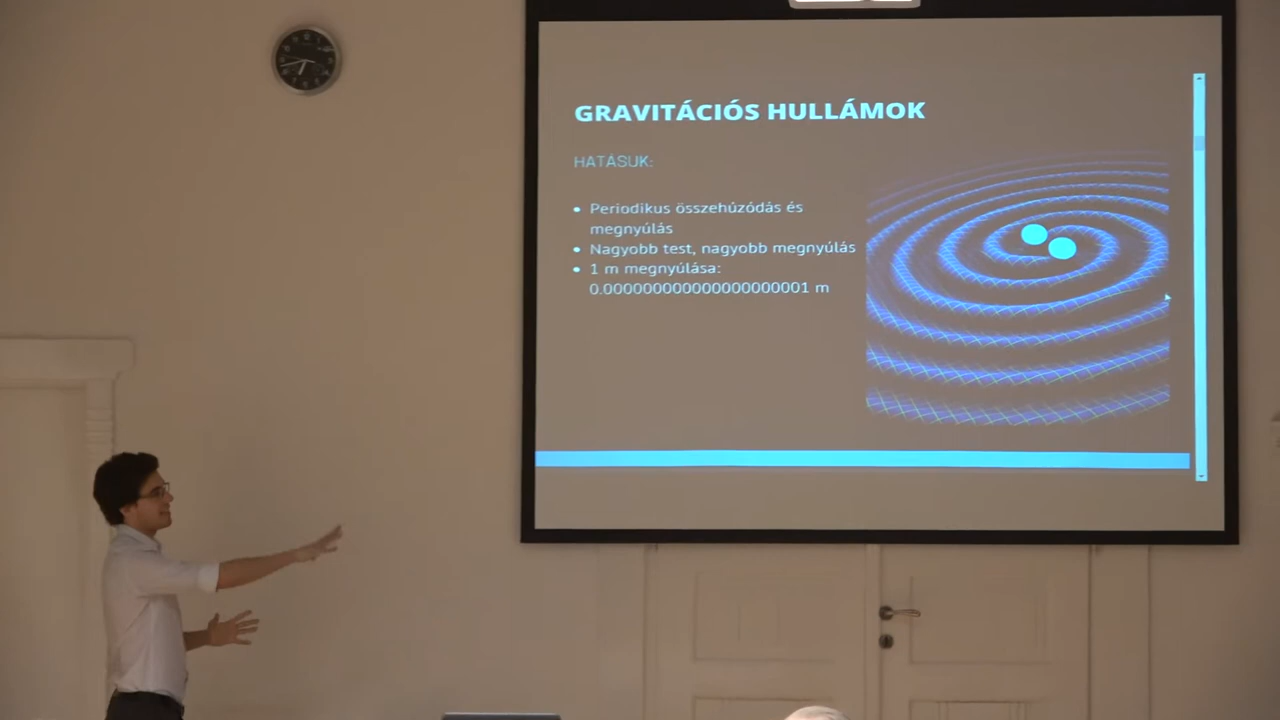 GRAVITÁCIÓS HULLÁMOK
HATÁSUK:
• Periodikus összehúzódás és
megnyúlás
• Nagyobb test, nagyobb megnyúlás
• 1 m megnyúlása:
0.000000000000000000001 m